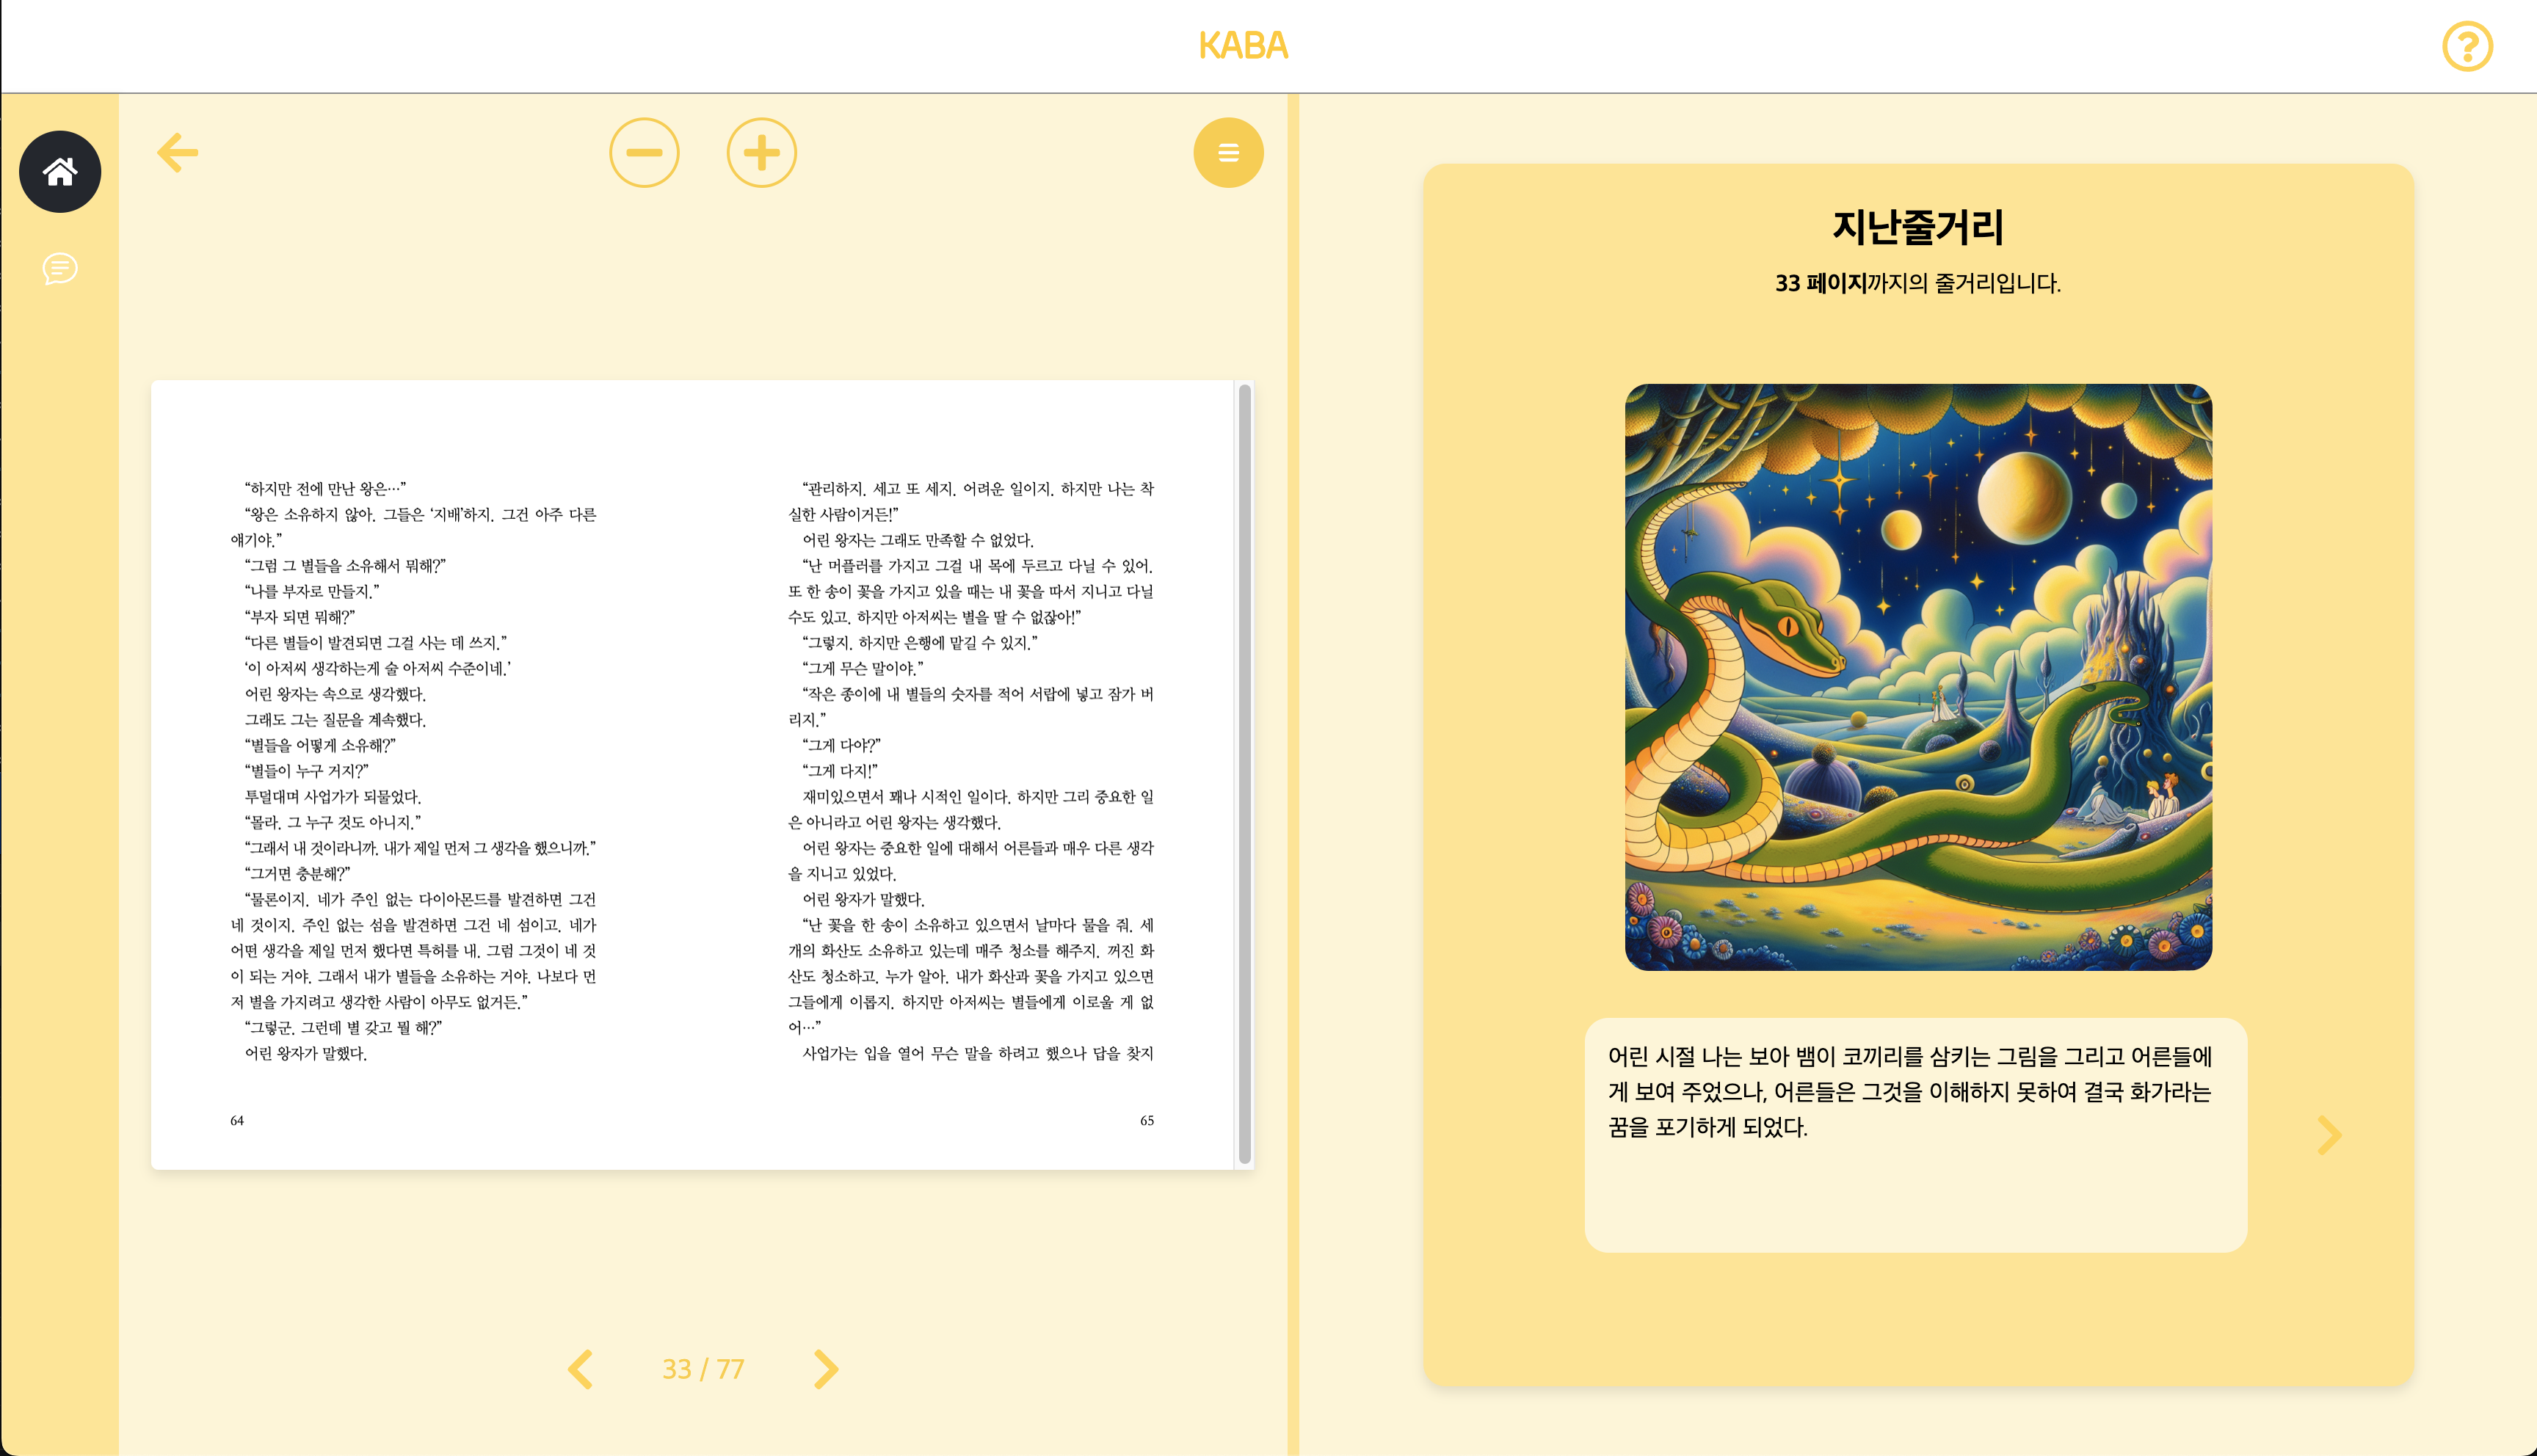 KABA
“하지만 전에 만난 왕은…”
“왕은 소유하지 않아. 그들은 ‘지배’하지. 그건 아주 다른
얘기야.”
“그럼 그 별들을 소유해서 뭐해?”
“나를 부자로 만들지.”
“부자 되면 뭐해?”
“다른 별들이 발견되면 그걸 사는 데 쓰지.”
‘이 아저씨 생각하는게 술 아저씨 수준이네.’
어린 왕자는 속으로 생각했다.
그래도 그는 질문을 계속했다.
“별들을 어떻게 소유해?”
“별들이 누구 거지?”
투덜대며 사업가가 되물었다.
“몰라. 그 누구 것도 아니지.”
“그래서 내 것이라니까. 내가 제일 먼저 그 생각을 했으니까.”
“그거면 충분해?”
“물론이지. 네가 주인 없는 다이아몬드를 발견하면 그건
네 것이지. 주인 없는 섬을 발견하면 그건 네 섬이고. 네가
어떤 생각을 제일 먼저 했다면 특허를 내. 그럼 그것이 네 것
이 되는 거야. 그래서 내가 별들을 소유하는 거야. 나보다 먼
저 별을 가지려고 생각한 사람이 아무도 없거든.”
“그렇군. 그런데 별 갖고 뭘 해?”
어린 왕자가 말했다.
64
“관리하지. 세고 또 세지. 어려운 일이지. 하지만 나는 착
실한 사람이거든!”
어린 왕자는 그래도 만족할 수 없었다.
“난 머플러를 가지고 그걸 내 목에 두르고 다닐 수 있어.
또 한 송이 꽃을 가지고 있을 때는 내 꽃을 따서 지니고 다닐
수도 있고. 하지만 아저씨는 별을 딸 수 없잖아!”
“그렇지. 하지만 은행에 맡길 수 있지.”
“그게 무슨 말이야.”
“작은 종이에 내 별들의 숫자를 적어 서랍에 넣고 잠가 버
리지.”
“그게 다야?”
“그게 다지!”
재미있으면서 꽤나 시적인 일이다. 하지만 그리 중요한 일
은 아니라고 어린 왕자는 생각했다.
어린 왕자는 중요한 일에 대해서 어른들과 매우 다른 생각
을 지니고 있었다.
어린 왕자가 말했다.
“난 꽃을 한 송이 소유하고 있으면서 날마다 물을 줘. 세
개의 화산도 소유하고 있는데 매주 청소를 해주지. 꺼진 화
산도 청소하고. 누가 알아. 내가 화산과 꽃을 가지고 있으면
그들에게 이롭지. 하지만 아저씨는 별들에게 이로울 게 없
어…”
사업가는 입을 열어 무슨 말을 하려고 했으나 답을 찾지
65
33 / 77
지난줄거리
33 페이지까지의 줄거리입니다.
어린 시절 나는 보아 뱀이 코끼리를 삼키는 그림을 그리고 어른들에
게 보여 주었으나, 어른들은 그것을 이해하지 못하여 결국 화가라는
꿈을 포기하게 되었다.